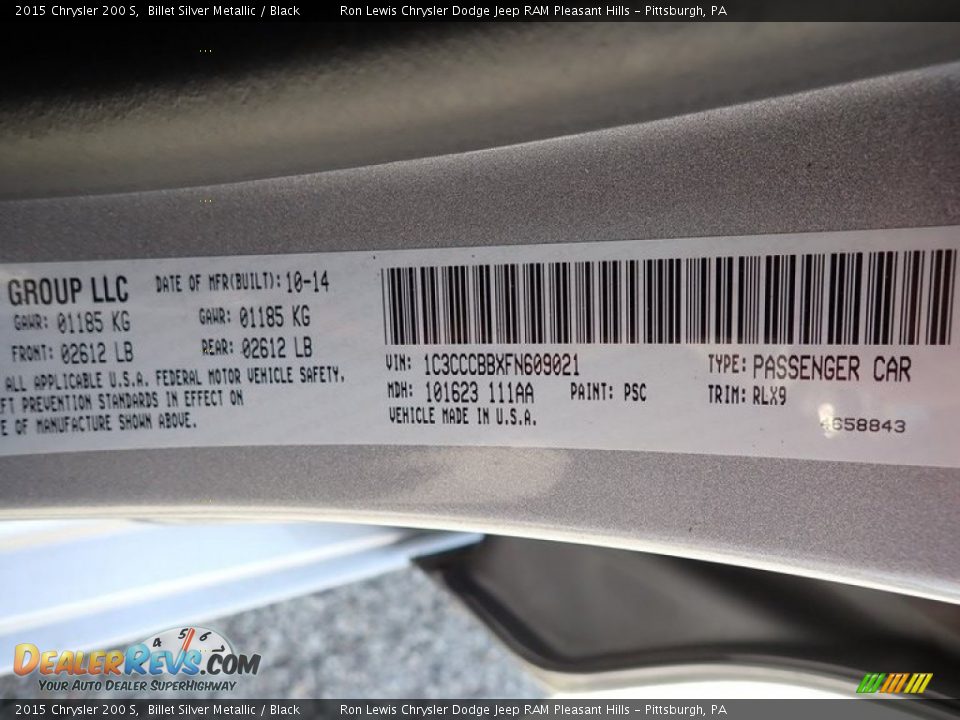 2015 Chrysler 200 S, Billet Silver Metallic / Black Ron Lewis Chrysler Dodge Jeep RAM Pleasant Hills - Pittsburgh, PA
GROUP LLC DATE OF MFR(BUILT): 10-14
GAWR: 01185 KG GAWR: 01185 KG
FRONT: 02612 LB REAR: 02612 LB
ALL APPLICABLE U.S.A. FEDERAL MOTOR VEHICLE SAFETY,
FT PREVENTION STANDARDS IN EFFECT ON
E OF MANUFACTURE SHOWN ABOVE.
VIN: 1C3CCCBBXFN609021 TYPE: PASSENGER CAR
MDH: 101623 111AA PAINT: PSC TRIM: RLX9
VEHICLE MADE IN U.S.A. 4658843
4 5 6
DEALERREVS.COM
YOUR AUTO DEALER SUPERHIGHWAY
2015 Chrysler 200 S, Billet Silver Metallic / Black Ron Lewis Chrysler Dodge Jeep RAM Pleasant Hills - Pittsburgh, PA